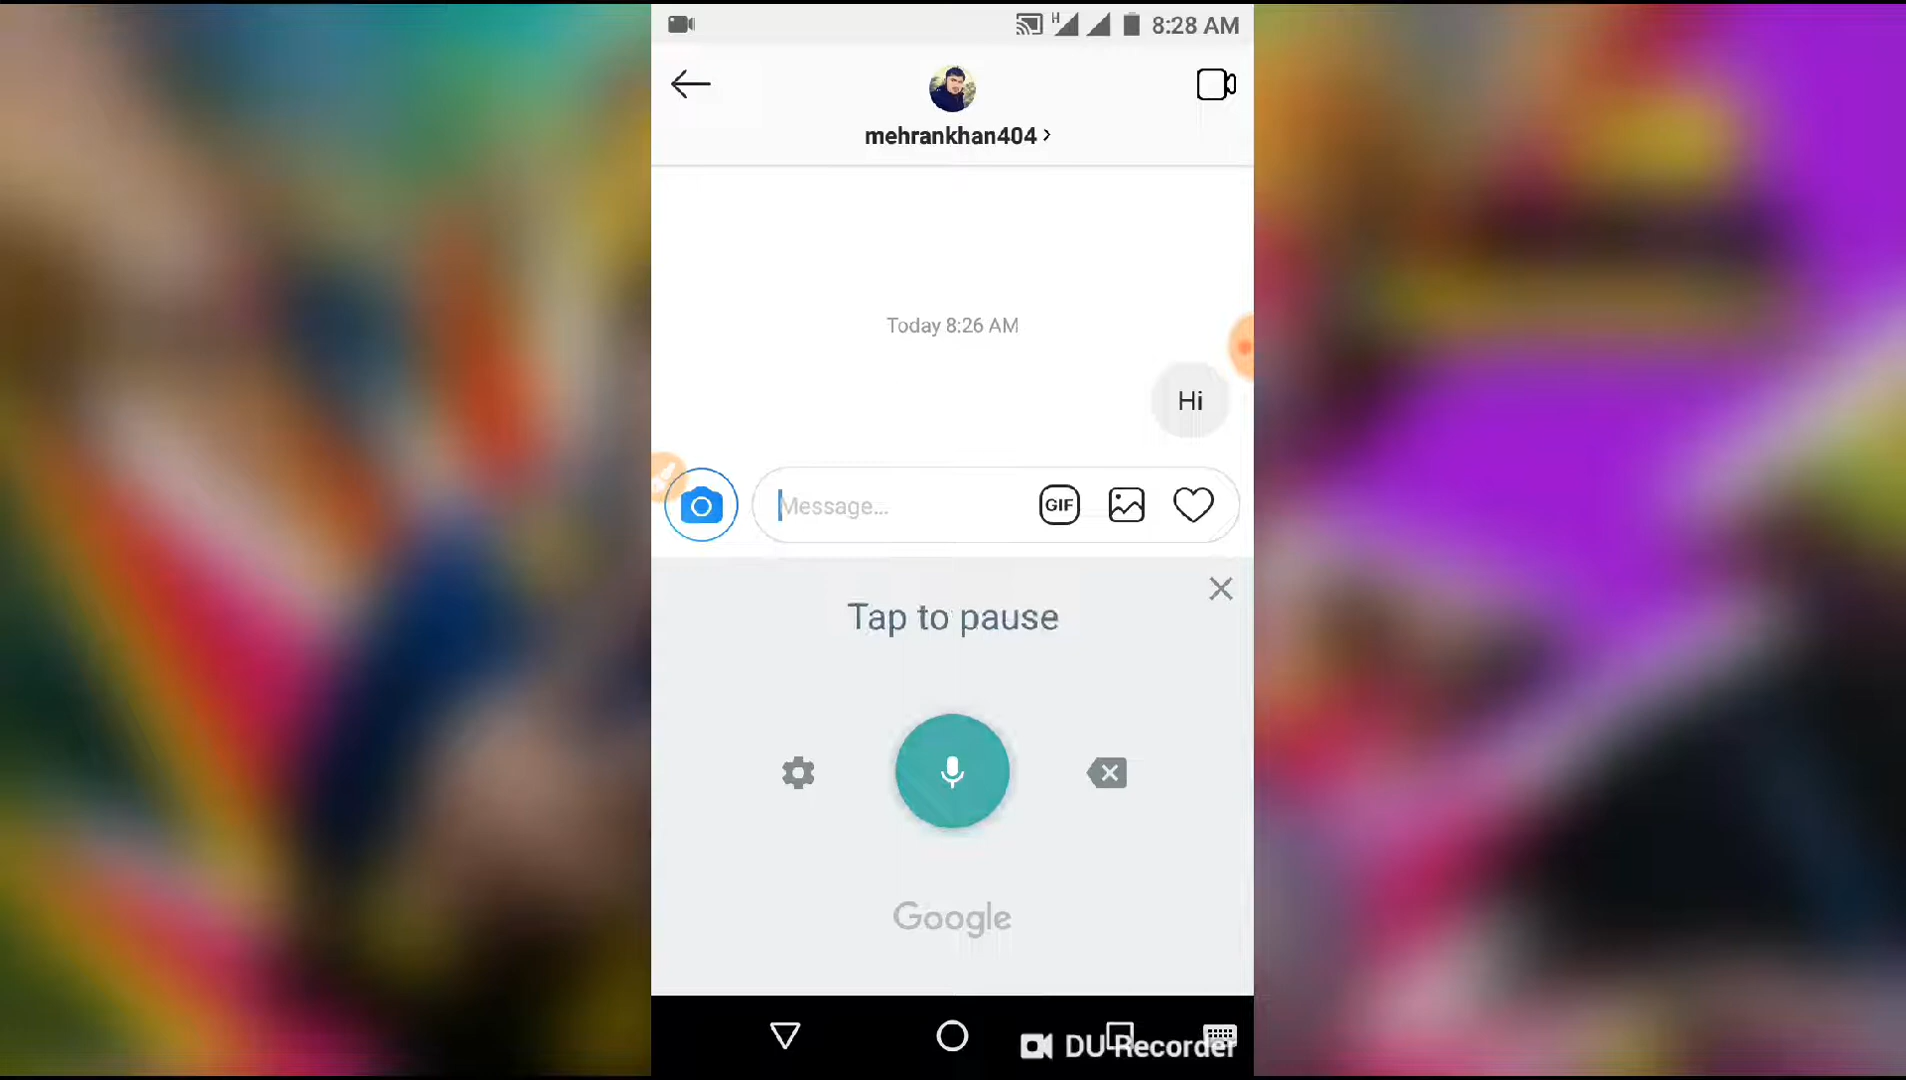 H
8:28 AM
mehrankhan404 >
Today 8:26 AM
Hi
Message...
GIF
Tap to pause
Google
DU Recorder